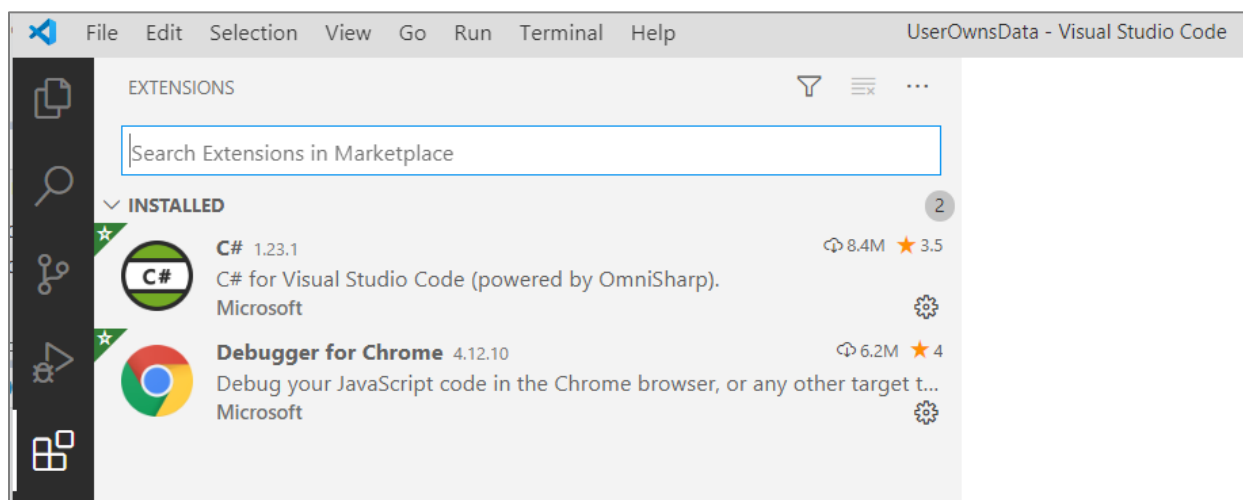 File Edit Selection View Go Run Terminal Help UserOwnsData - Visual Studio Code
EXTENSIONS
Search Extensions in Marketplace
INSTALLED 2
C# 1.23.1 8.4M 3.5
C#
C# for Visual Studio Code (powered by OmniSharp).
Microsoft
Debugger for Chrome 4.12.10 6.2M 4
Debug your JavaScript code in the Chrome browser, or any other target t...
Microsoft